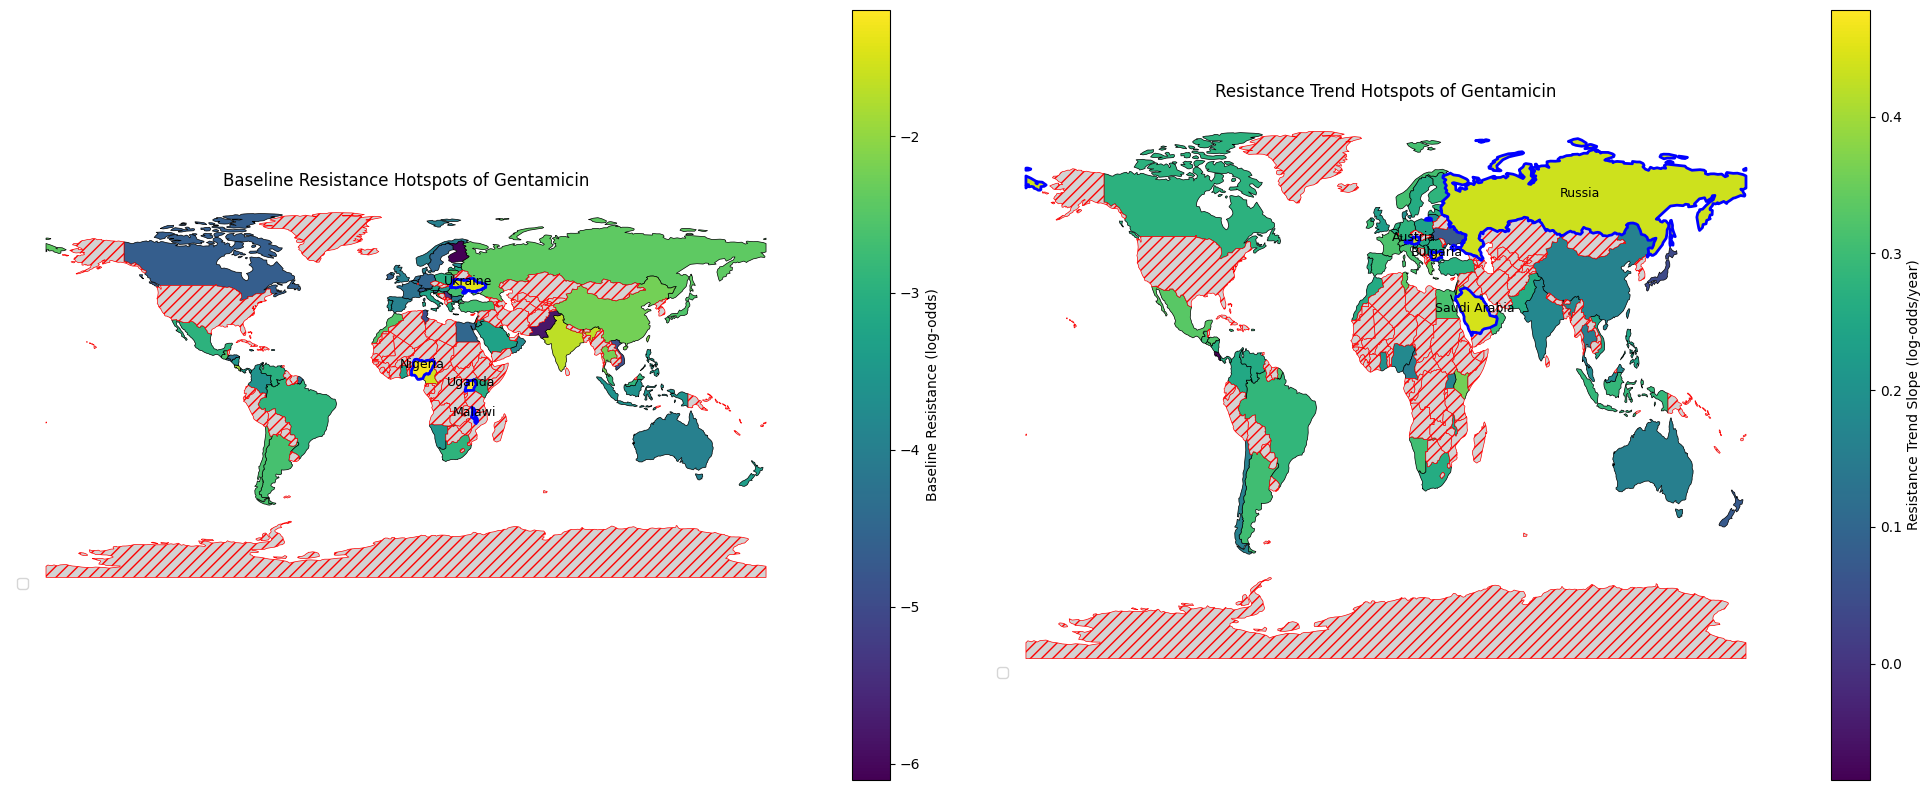 Baseline Resistance Hotspots of Gentamicin
Ukraine
Nigeria
Uganda
Malawi
−2
−3
−4
−5
−6
Baseline Resistance (log-odds)
Resistance Trend Hotspots of Gentamicin
Russia
Austria
Bulgaria
Saudi Arabia
0.4
0.3
0.2
0.1
0.0
Resistance Trend Slope (log-odds/year)